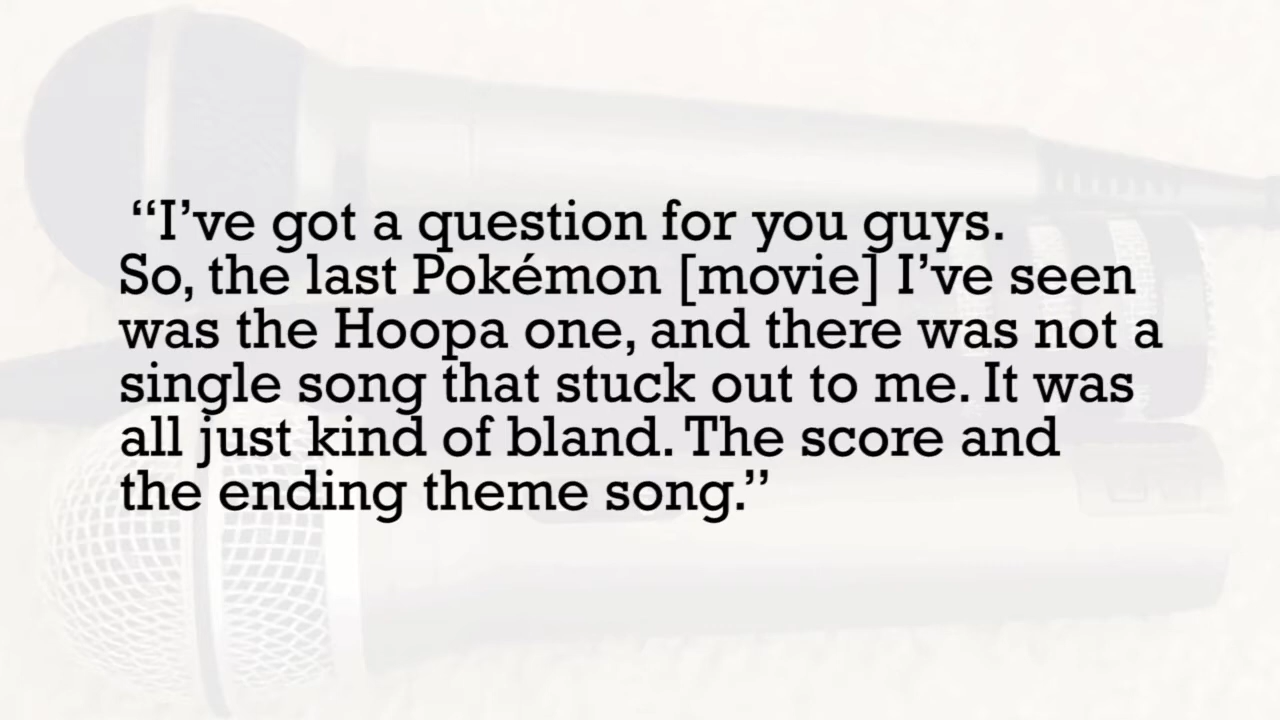 “I’ve got a question for you guys.
So, the last Pokémon [movie] I’ve seen
was the Hoopa one, and there was not a
single song that stuck out to me. It was
all just kind of bland. The score and
the ending theme song.”